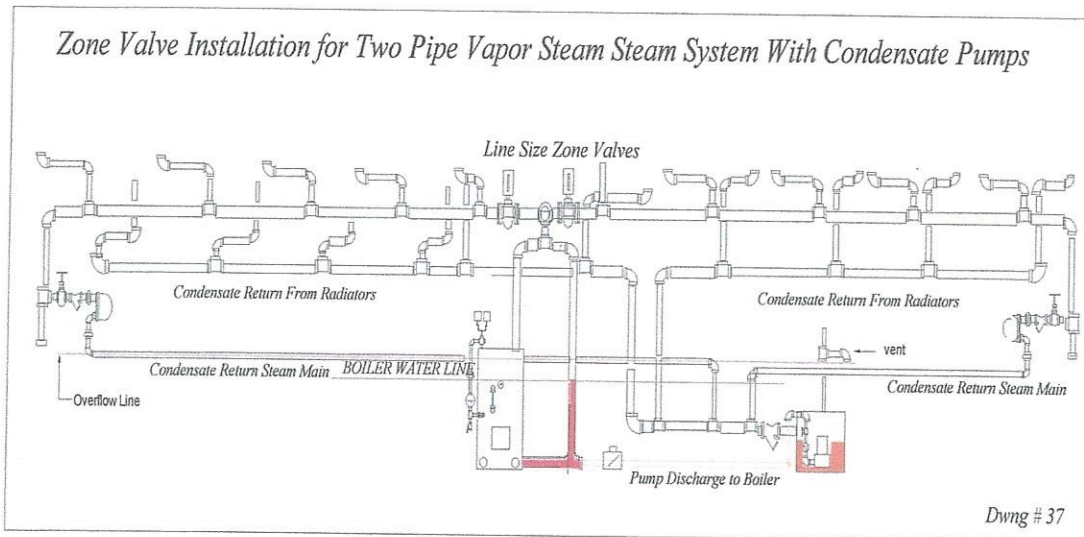 Zone Valve Installation for Two Pipe Vapor Steam Steam System With Condensate Pumps
Line Size Zone Valves
Condensate Return From Radiators
Condensate Return From Radiators
vent
Condensate Return Steam Main
BOILER WATER LINE
Condensate Return Steam Main
Overflow Line
Pump Discharge to Boiler
Dwng # 37